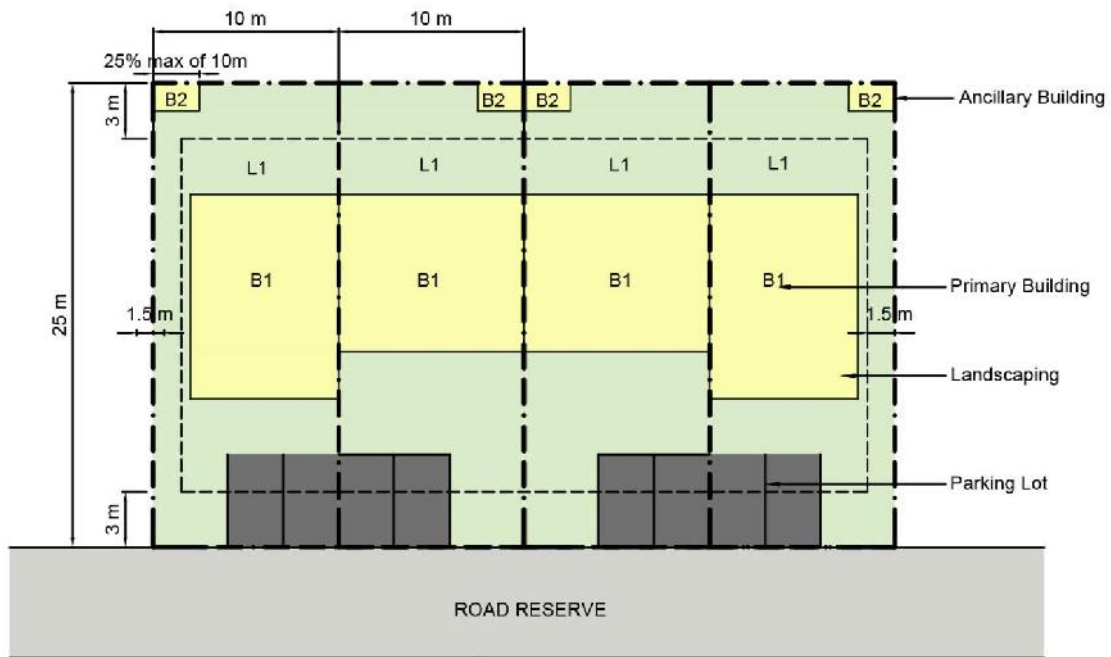 10 m
10 m
25% max of 10m
B2
B2
B2
B2
Ancillary Building
3 m
L1
L1
L1
L1
B1
B1
B1
B1
Primary Building
25 m
1.5 m
1.5 m
Landscaping
Parking Lot
3 m
ROAD RESERVE